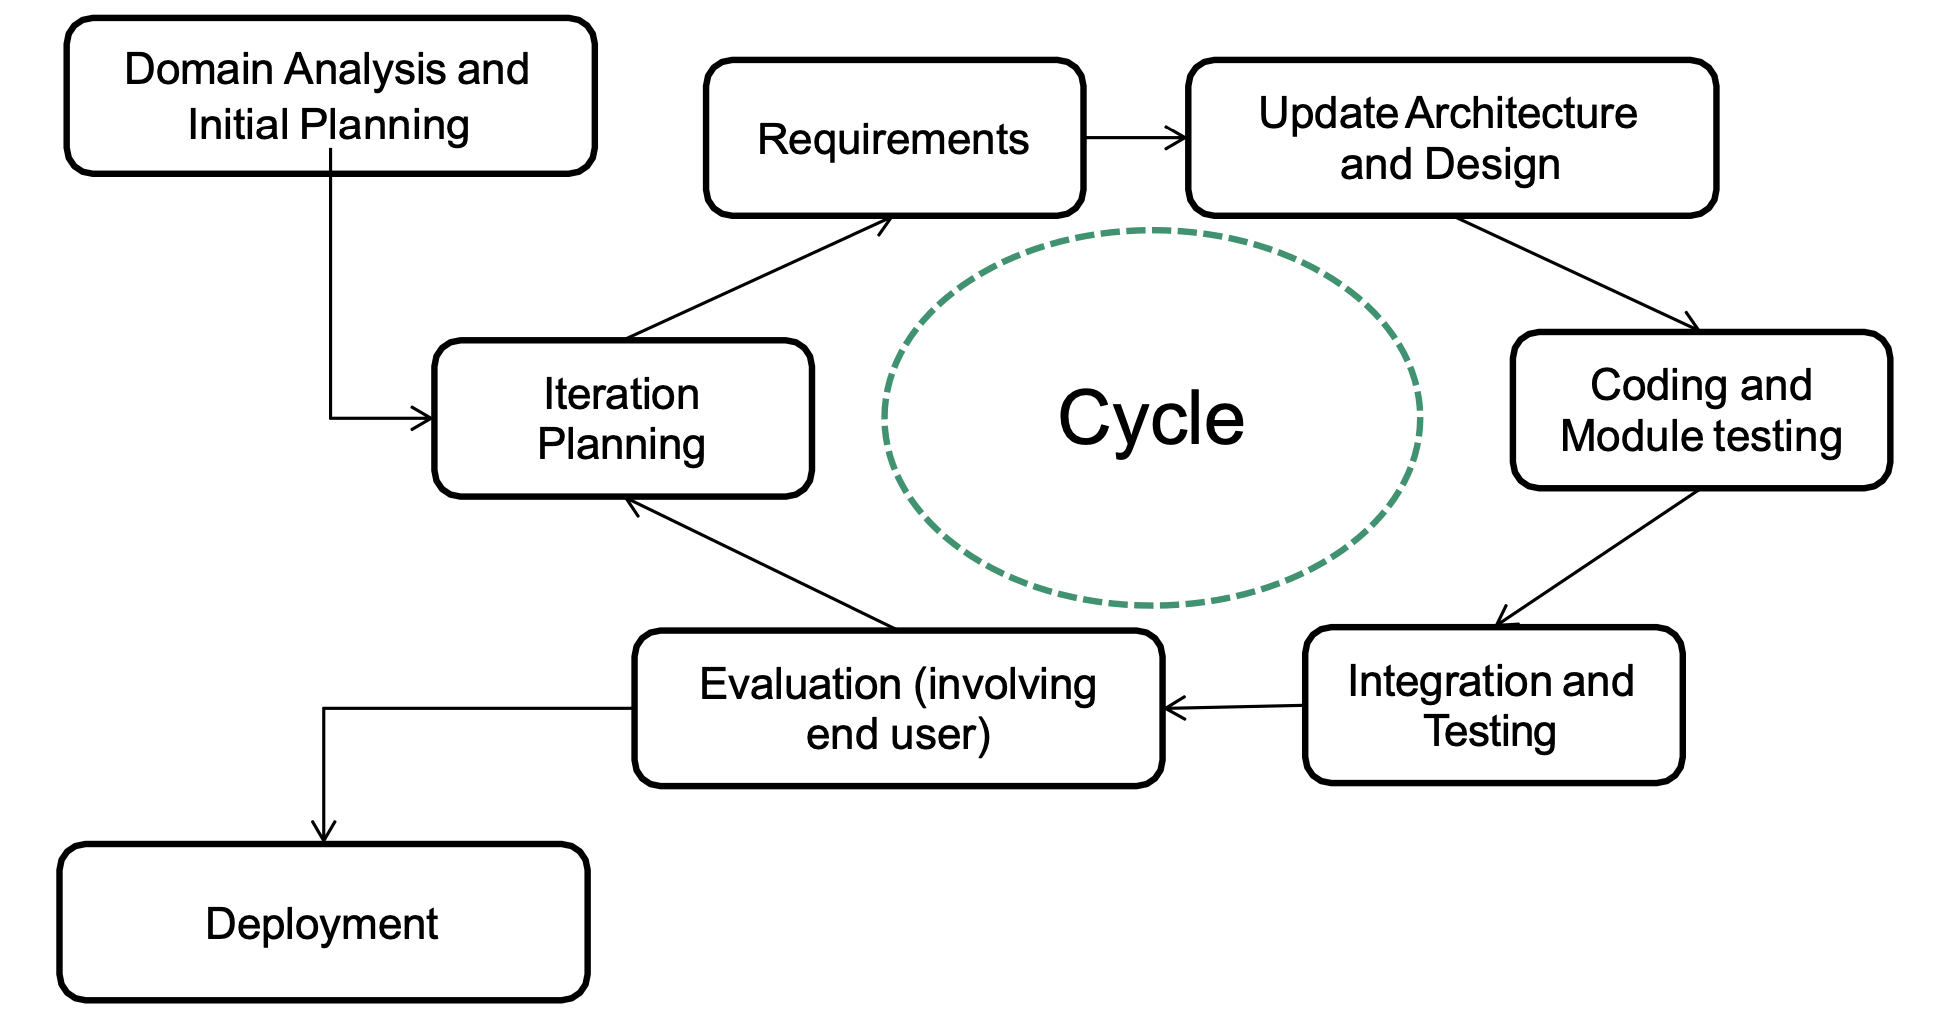 Domain Analysis and
Initial Planning
Requirements
Update Architecture
and Design
Iteration
Planning
Cycle
Coding and
Module testing
Evaluation (involving
end user)
Integration and
Testing
Deployment